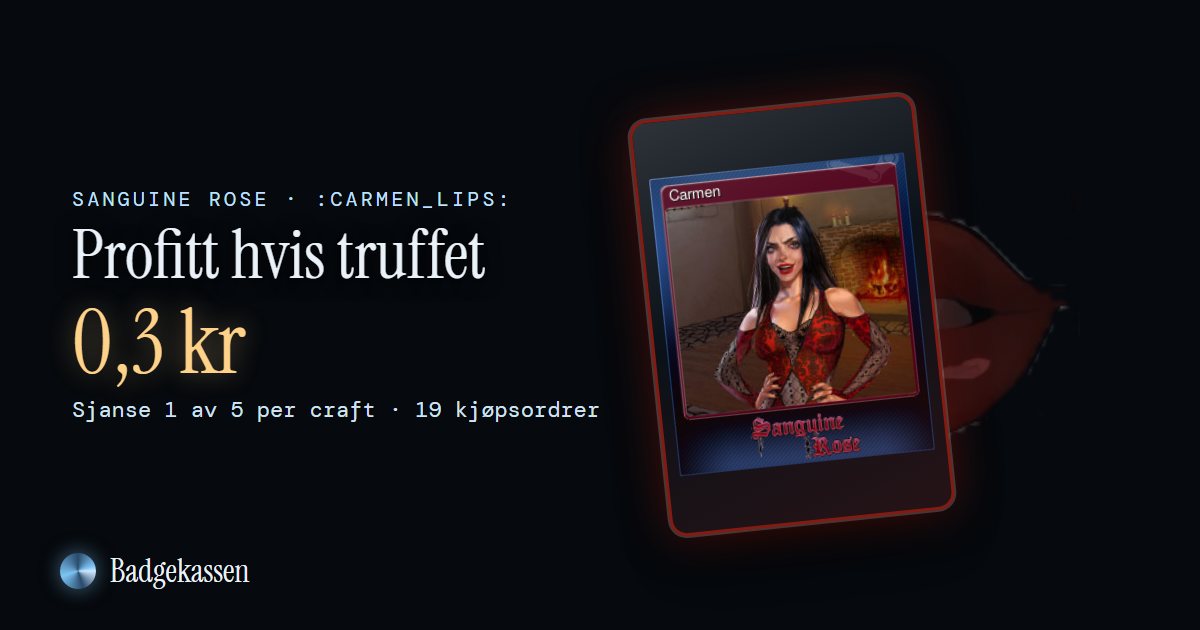 SANGUINE ROSE · :CARMEN_LIPS:
Profitt hvis truffet
0,3 kr
Sjanse 1 av 5 per craft · 19 kjøpsordrer
Carmen
Sanguine
Rose
Badgekassen